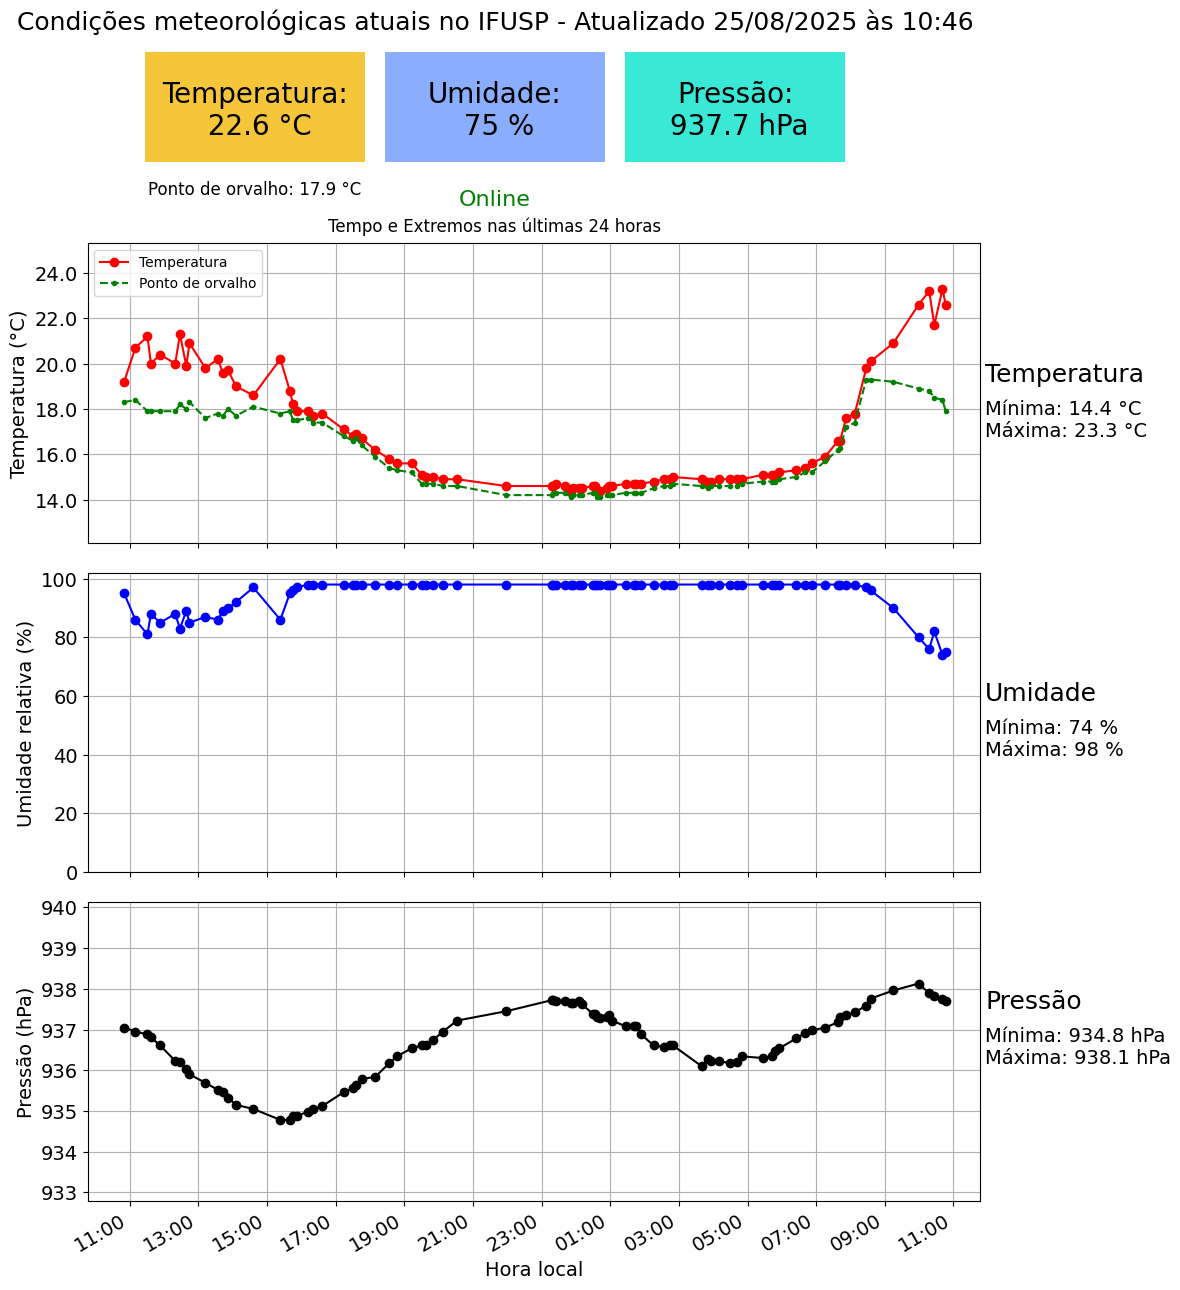 Condições meteorológicas atuais no IFUSP - Atualizado 25/08/2025 às 10:46
Temperatura:
22.6 °C
Umidade:
75 %
Pressão:
937.7 hPa
Ponto de orvalho: 17.9 °C
Online
Tempo e Extremos nas últimas 24 horas
Temperatura
Ponto de orvalho
Temperatura (°C)
24.0
22.0
20.0
18.0
16.0
14.0
Temperatura
Mínima: 14.4 °C
Máxima: 23.3 °C
Umidade relativa (%)
100
80
60
40
20
0
Umidade
Mínima: 74 %
Máxima: 98 %
Pressão (hPa)
940
939
938
937
936
935
934
933
Pressão
Mínima: 934.8 hPa
Máxima: 938.1 hPa
11:00 13:00 15:00 17:00 19:00 21:00 23:00 01:00 03:00 05:00 07:00 09:00 11:00
Hora local